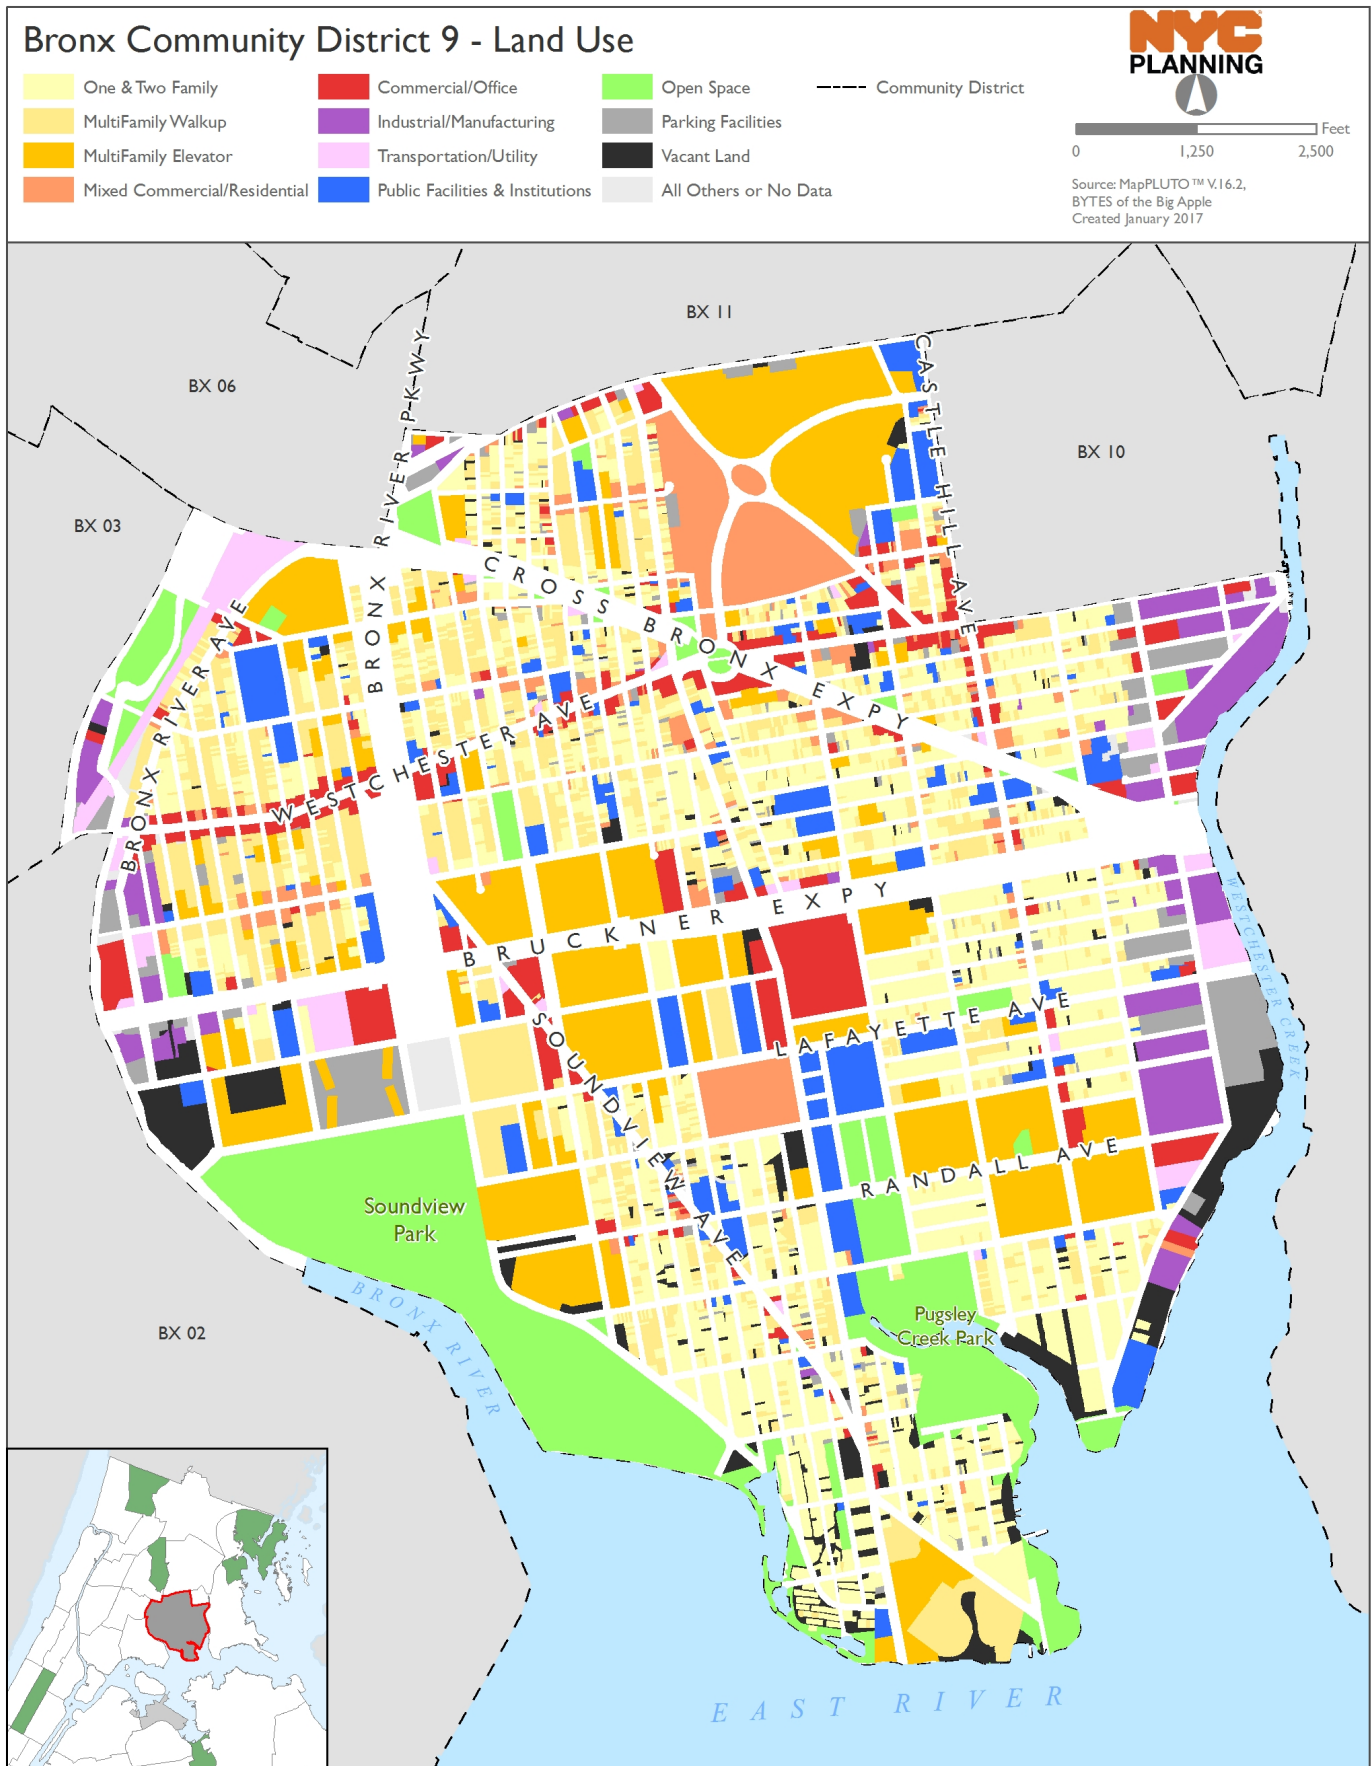 Bronx Community District 9 - Land Use
One & Two Family
MultiFamily Walkup
MultiFamily Elevator
Mixed Commercial/Residential
Commercial/Office
Industrial/Manufacturing
Transportation/Utility
Public Facilities & Institutions
Open Space
Parking Facilities
Vacant Land
All Others or No Data
Community District
NYC
PLANNING
Feet
0 1,250 2,500
Source: MapPLUTO™ V.16.2,
BYTES of the Big Apple
Created January 2017
BX 11
BX 06
BX 10
BX 03
BX 02
BRONX RIVER PKWY
CASTLE HILL AVE
CROSS BRONX EXPY
BRONX RIVER AVE
WESTCHESTER AVE
BRUCKNER EXPY
SOUNDVIEW AVE
LAFAYETTE AVE
RANDALL AVE
WESTCHESTER CREEK
Soundview
Park
Pugsley
Creek Park
BRONX RIVER
EAST RIVER